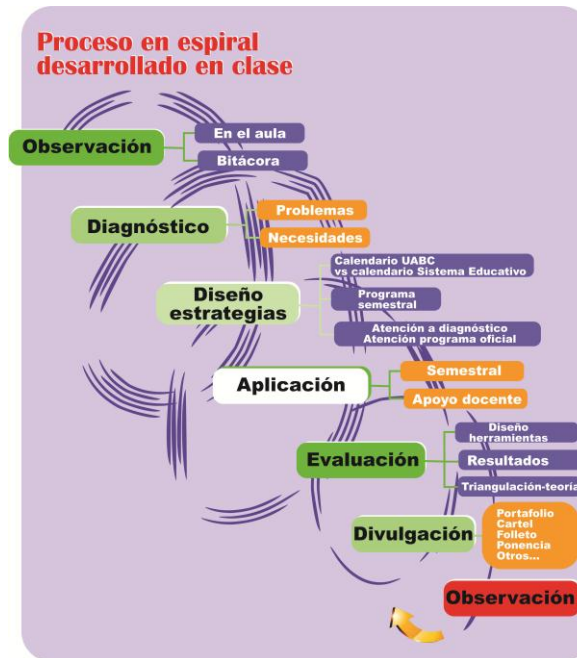 Proceso en espiral
desarrollado en clase
Observación
En el aula
Bitácora
Diagnóstico
Problemas
Necesidades
Diseño
estrategias
Calendario UABC
vs calendario Sistema Educativo
Programa
semestral
Atención a diagnóstico
Atención programa oficial
Aplicación
Semestral
Apoyo docente
Evaluación
Diseño
herramientas
Resultados
Triangulación-teoría
Divulgación
Portafolio
Cartel
Folleto
Ponencia
Otros...
Observación